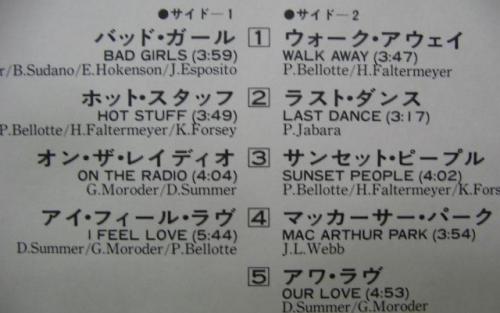 ●サイド-1
バッド・ガール
BAD GIRLS (3:59)
/B.Sudano/E.Hokenson/J.Esposito
ホット・スタッフ
HOT STUFF (3:49)
P.Bellotte/H.Faltermeyer/K.Forsey
オン・ザ・レイディオ
ON THE RADIO (4:04)
G.Moroder/D.Summer
アイ・フィール・ラヴ
I FEEL LOVE (5:44)
D.Summer/G.Moroder/P.Bellotte
●サイド-2
1 ウォーク・アウェイ
WALK AWAY (3:47)
P.Bellotte/H.Faltermeyer
2 ラスト・ダンス
LAST DANCE (3:17)
P.Jabara
3 サンセット・ピープル
SUNSET PEOPLE (4:02)
P.Bellotte/H.Faltermeyer/K.Fors
4 マッカーサー・パーク
MAC ARTHUR PARK (3:54)
J.L.Webb
5 アワ・ラヴ
OUR LOVE (4:53)
D.Summer/G.Moroder